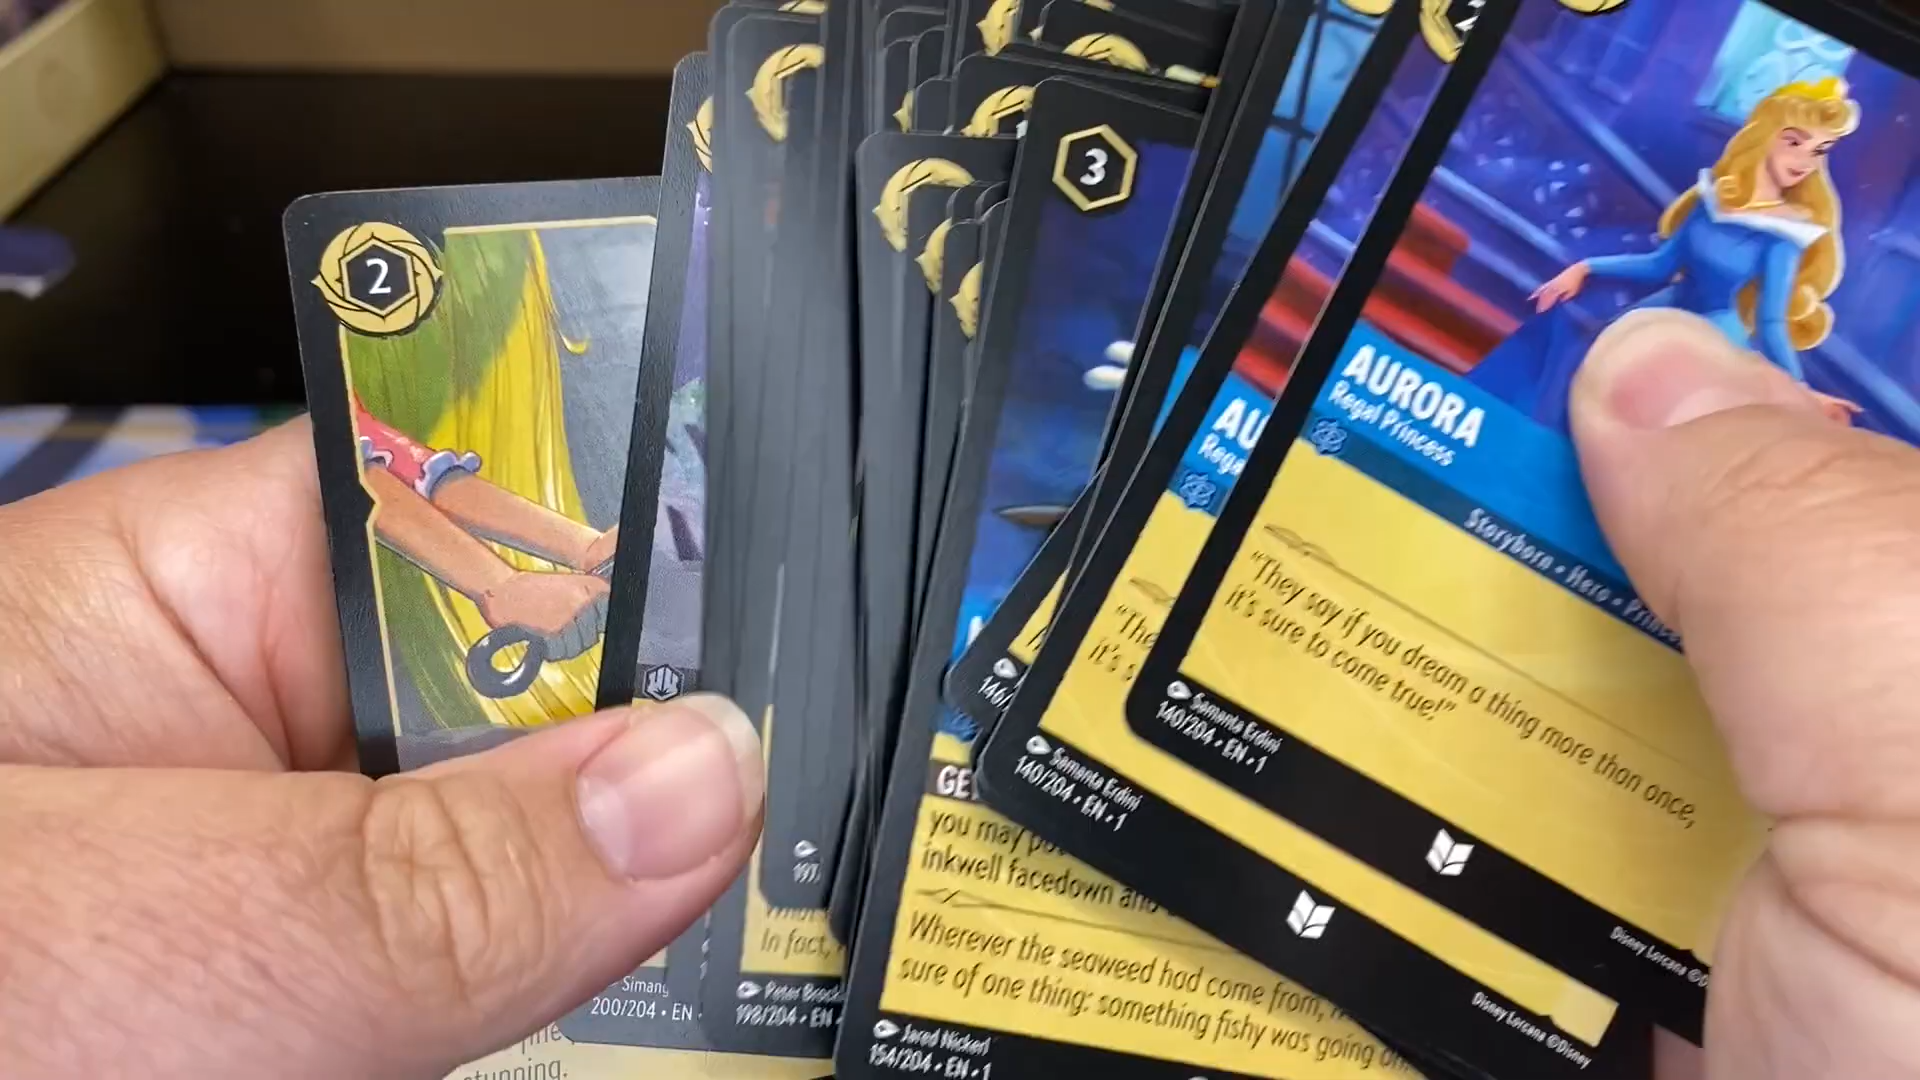 2
3
2
AURORA
Regal Princess
Storyborn • Hero •
"They say if you dream a thing more than once,
it's sure to come true!"
Samanta Erdini
140/204 • EN • 1
Disney Lorcana ©D
AU
Rega
"The
it's s
Samanta Erdini
140/204 • EN • 1
Disney Lorcana ©Disney
146/
GE
you may
inkwell facedown and
Wherever the seaweed had come from,
sure of one thing: something fishy was going on
Jared Nickerl
154/204 • EN • 1
197
In fact,
Peter Brock
198/204 • EN
Simang
200/204 • EN
stunning.